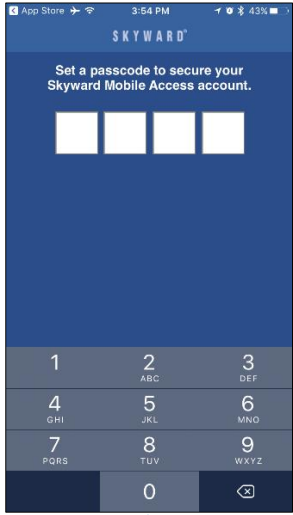 App Store 3:54 PM 43%
SKYWARD®
Set a passcode to secure your
Skyward Mobile Access account.
1 2 3
ABC DEF
4 5 6
GHI JKL MNO
7 8 9
PQRS TUV WXYZ
0